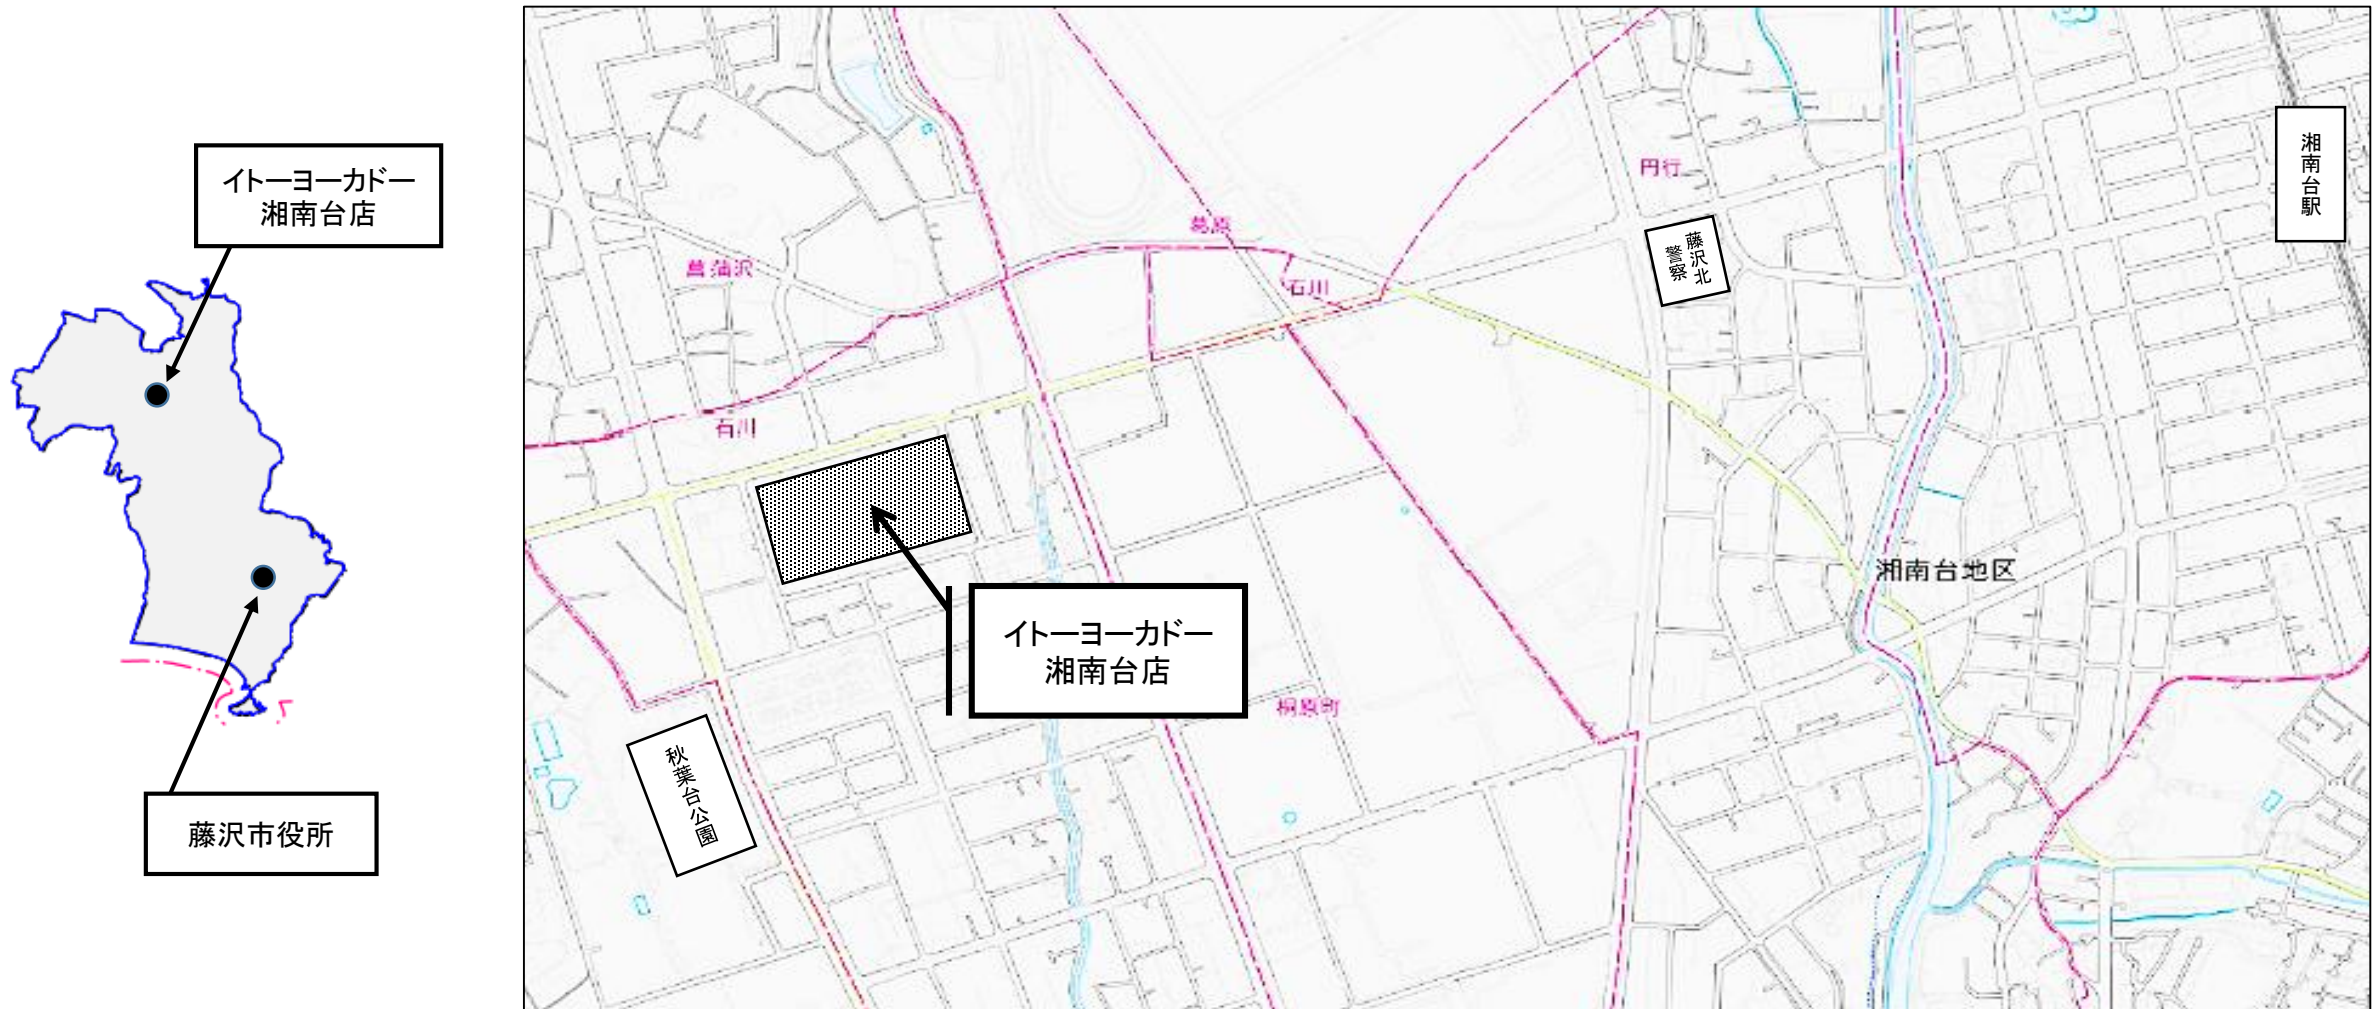 イトーヨーカドー
湘南台店
藤沢市役所
円行
湘南台駅
葛原
藤沢北
警察
菖蒲沢
石川
石川
湘南台地区
イトーヨーカドー
湘南台店
桐原町
秋葉台公園